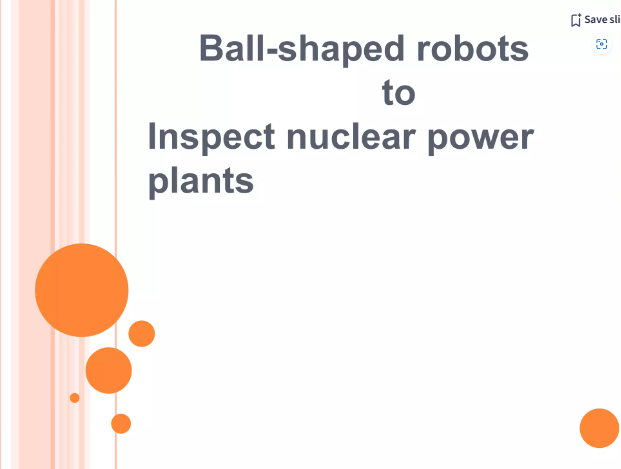 Save sli
Ball-shaped robots
to
Inspect nuclear power
plants